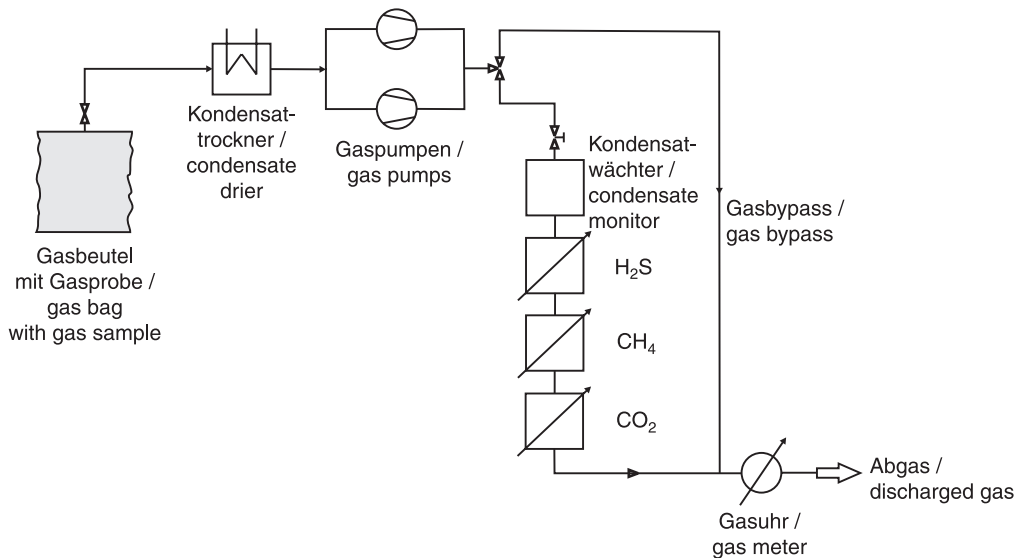 Kondensat-
trockner /
condensate
drier
Gaspumpen /
gas pumps
Kondensat-
wächter /
condensate
monitor
Gasbypass /
gas bypass
Gasbeutel
mit Gasprobe /
gas bag
with gas sample
H₂S
CH₄
CO₂
Abgas /
discharged gas
Gasuhr /
gas meter